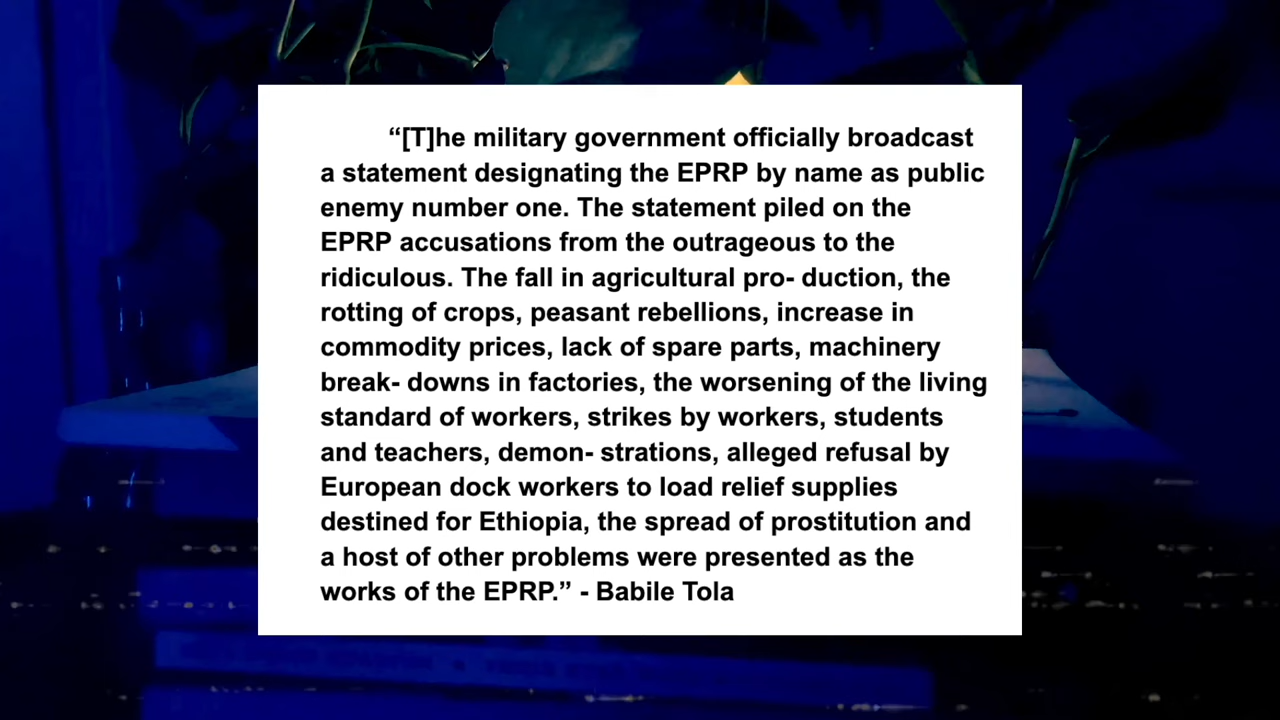 “[T]he military government officially broadcast
a statement designating the EPRP by name as public
enemy number one. The statement piled on the
EPRP accusations from the outrageous to the
ridiculous. The fall in agricultural pro- duction, the
rotting of crops, peasant rebellions, increase in
commodity prices, lack of spare parts, machinery
break- downs in factories, the worsening of the living
standard of workers, strikes by workers, students
and teachers, demon- strations, alleged refusal by
European dock workers to load relief supplies
destined for Ethiopia, the spread of prostitution and
a host of other problems were presented as the
works of the EPRP.” - Babile Tola